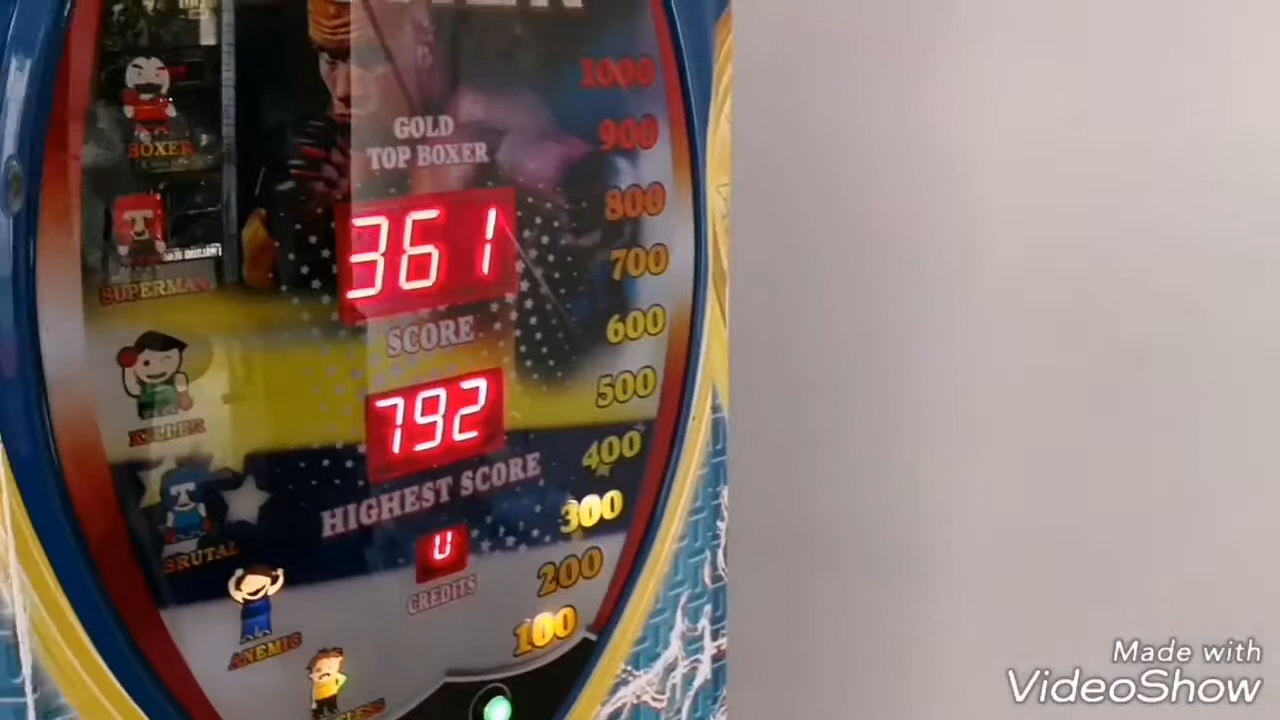 BOXER
SUPERMAN
KILLER
BRUTAL
ANEMIC
GOLD
TOP BOXER
361
SCORE
792
HIGHEST SCORE
CREDITS
1000
900
800
700
600
500
400
300
200
100
Made with
VideoShow